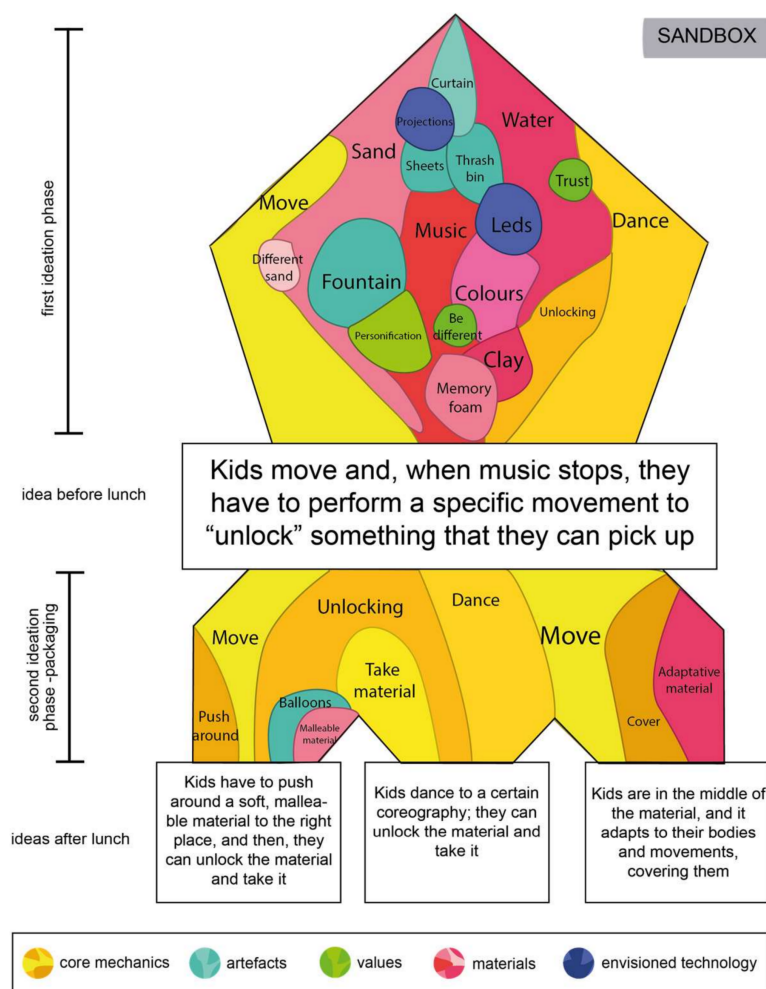 SANDBOX
first ideation phase
Curtain
Projections
Water
Sand
Sheets
Thrash
bin
Trust
Move
Music
Leds
Dance
Different
sand
Fountain
Colours
Unlocking
Personification
Be
different
Clay
Memory
foam
idea before lunch
Kids move and, when music stops, they
have to perform a specific movement to
“unlock” something that they can pick up
second ideation
phase -packaging
Move
Unlocking
Dance
Move
Take
material
Adaptative
material
Push
around
Balloons
Malleable
material
Cover
ideas after lunch
Kids have to push
around a soft, mallea-
ble material to the right
place, and then, they
can unlock the material
and take it
Kids dance to a certain
coreography; they can
unlock the material and
take it
Kids are in the middle of
the material, and it
adapts to their bodies
and movements,
covering them
core mechanics
artefacts
values
materials
envisioned technology